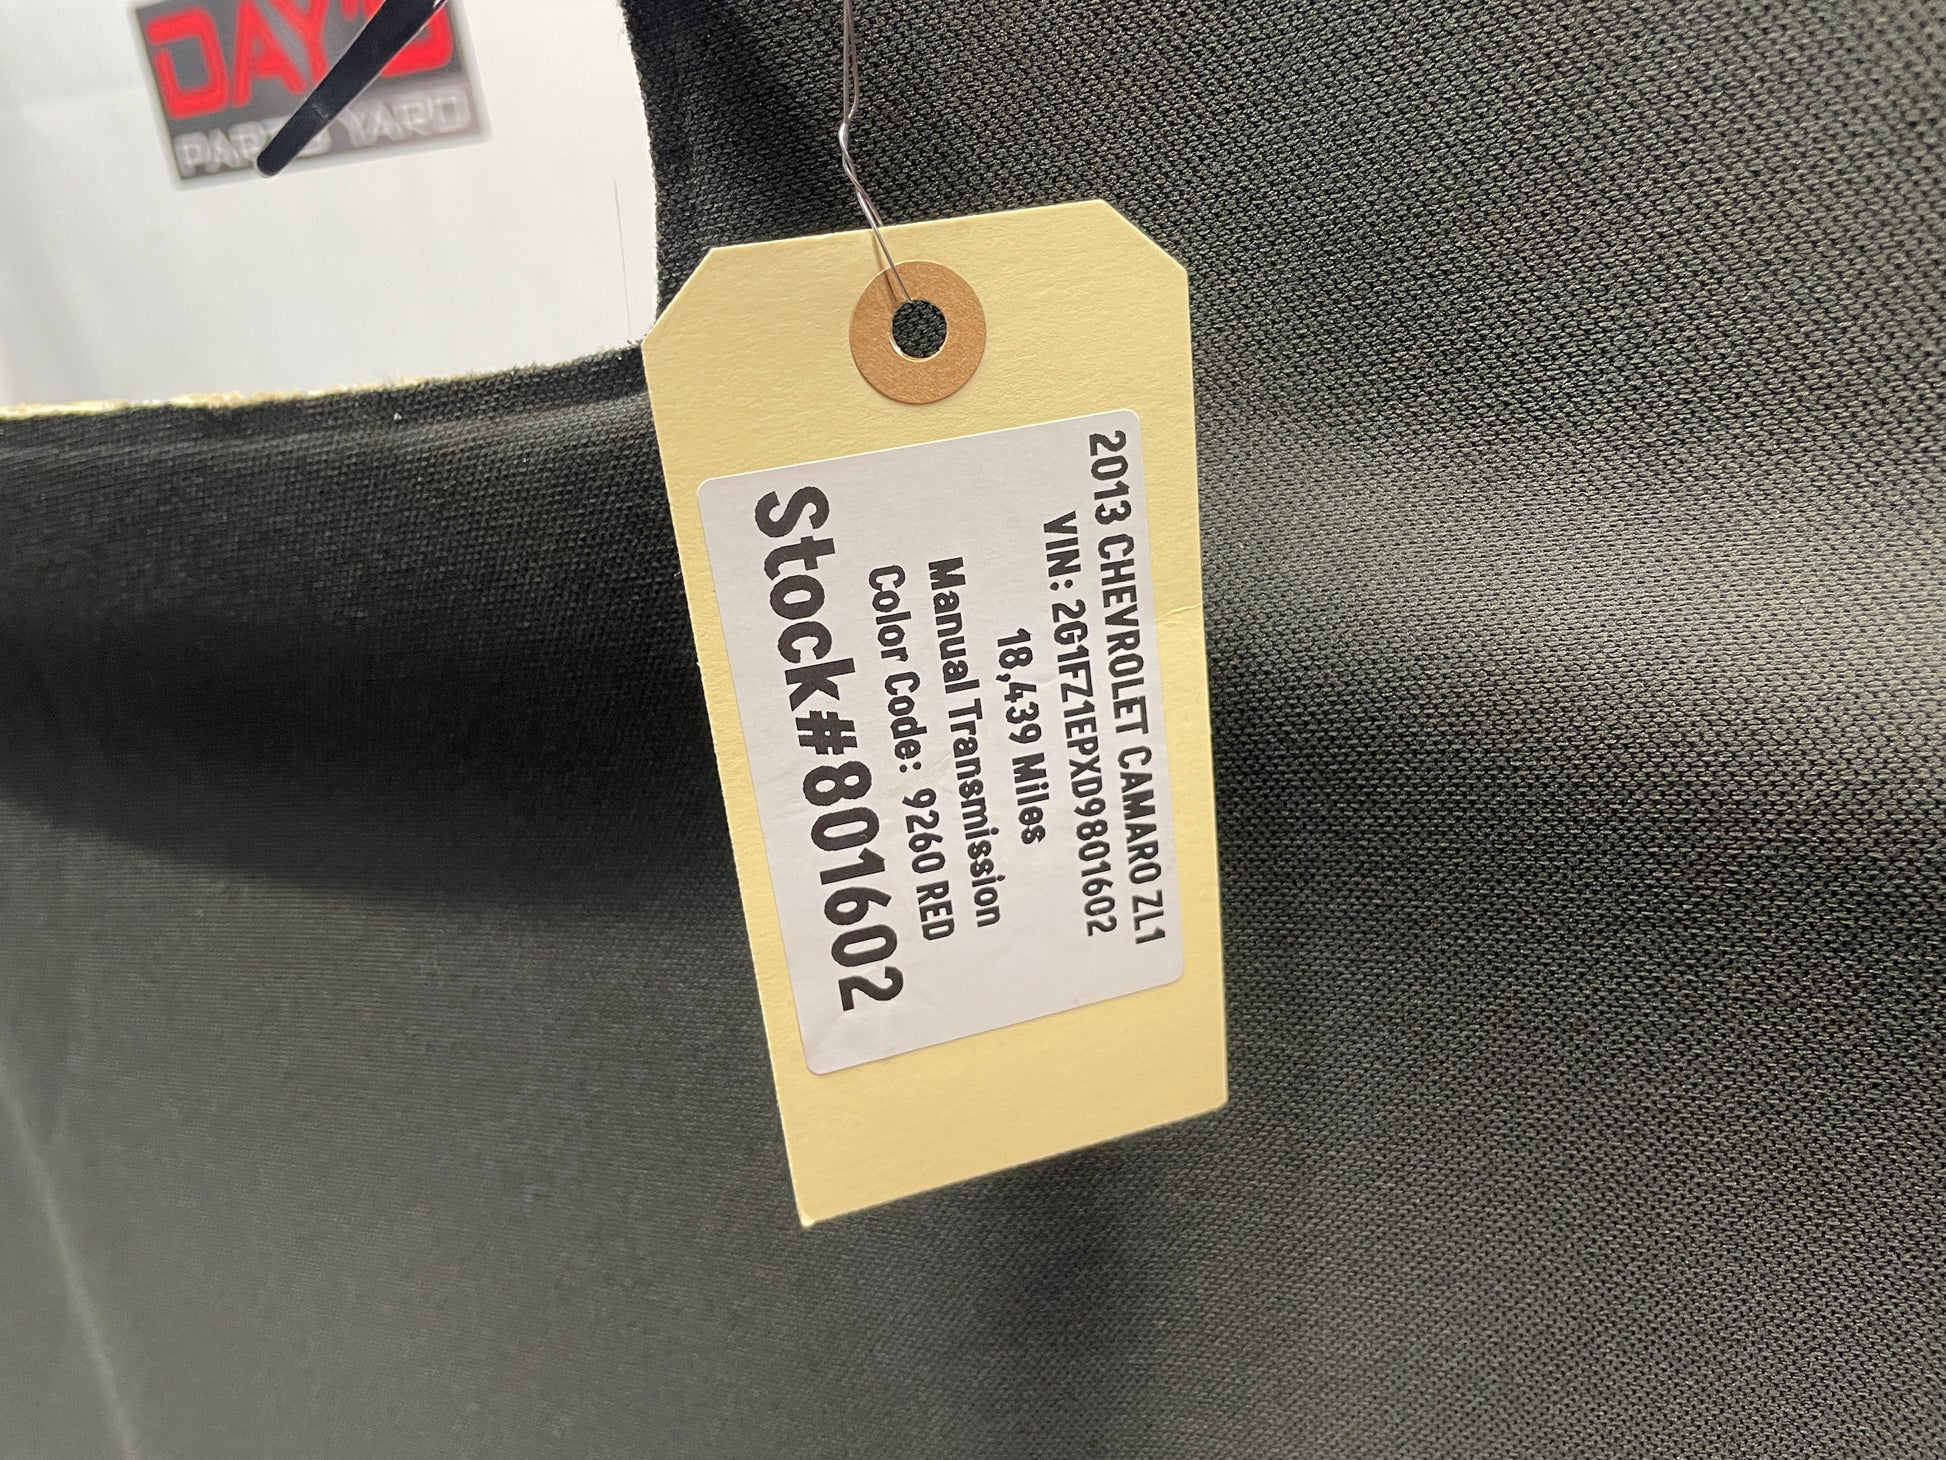 DAY'S
PARTS YARD
2013 CHEVROLET CAMARO ZL1
VIN: 2G1FZ1EPXD9801602
18,439 Miles
Manual Transmission
Color Code: 9260 RED
Stock#801602